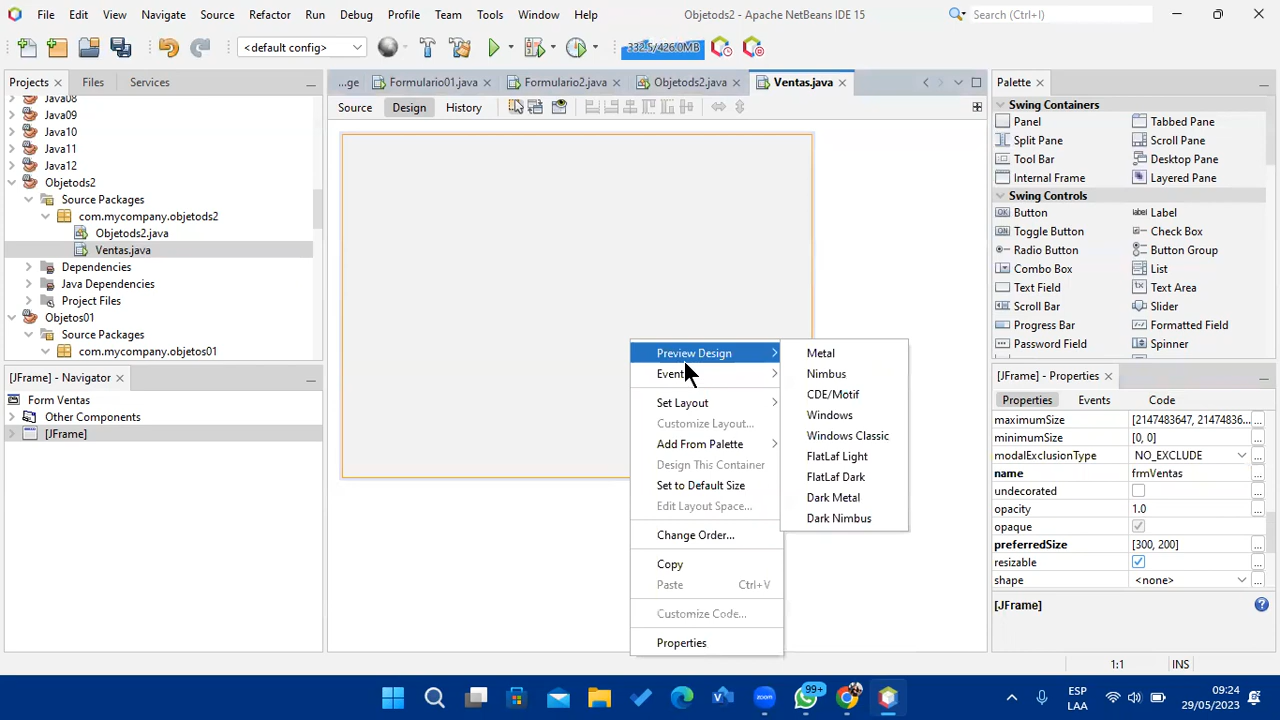 File Edit View Navigate Source Refactor Run Debug Profile Team Tools Window Help Objetods2 - Apache NetBeans IDE 15 Search (Ctrl+I)
<default config> 332.5/426.0MB
Projects Files Services
Java08
Java09
Java10
Java11
Java12
Objetods2
Source Packages
com.mycompany.objetods2
Objetods2.java
Ventas.java
Dependencies
Java Dependencies
Project Files
Objetos01
Source Packages
com.mycompany.objetos01
[JFrame] - Navigator
Form Ventas
Other Components
[JFrame]
...ge Formulario01.java Formulario2.java Objetods2.java Ventas.java
Source Design History
Preview Design
Event
Set Layout
Customize Layout...
Add From Palette
Design This Container
Set to Default Size
Edit Layout Space...
Change Order...
Copy
Paste Ctrl+V
Customize Code...
Properties
Metal
Nimbus
CDE/Motif
Windows
Windows Classic
FlatLaf Light
FlatLaf Dark
Dark Metal
Dark Nimbus
Palette
Swing Containers
Panel Tabbed Pane
Split Pane Scroll Pane
Tool Bar Desktop Pane
Internal Frame Layered Pane
Swing Controls
Button Label
Toggle Button Check Box
Radio Button Button Group
Combo Box List
Text Field Text Area
Scroll Bar Slider
Progress Bar Formatted Field
Password Field Spinner
[JFrame] - Properties
Properties Events Code
maximumSize [2147483647, 21474836... ...
minimumSize [0, 0] ...
modalExclusionType NO_EXCLUDE ...
name frmVentas ...
undecorated ...
opacity 1.0 ...
opaque ...
preferredSize [300, 200] ...
resizable ...
shape <none> ...
[JFrame]
1:1 INS
99+
ESP
LAA
09:24
29/05/2023